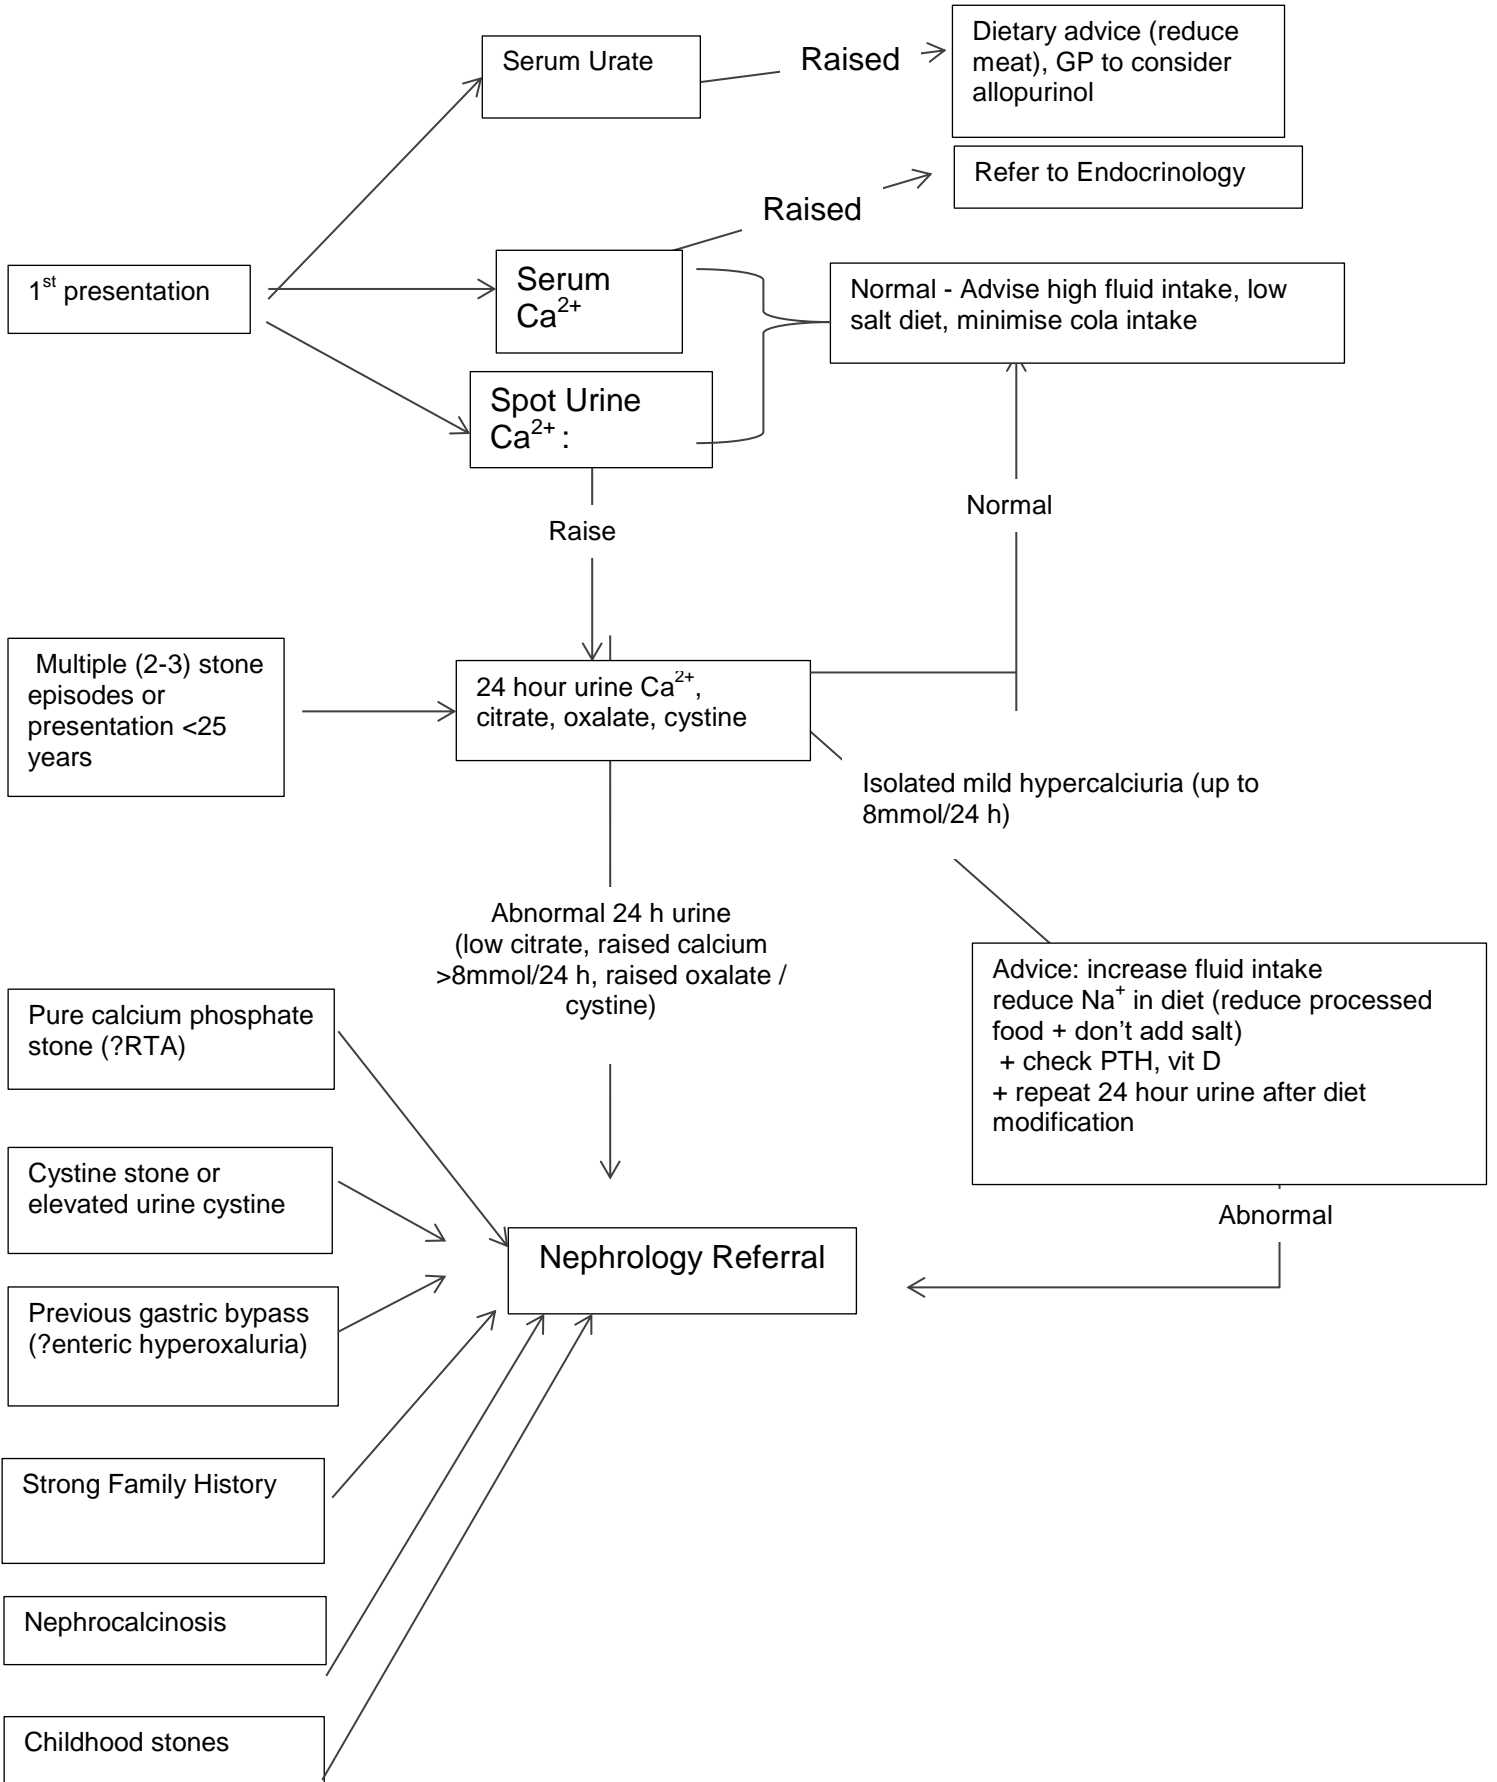 Serum Urate
Raised
Dietary advice (reduce
meat), GP to consider
allopurinol
Refer to Endocrinology
Raised
1st presentation
Serum
Ca2+
Normal - Advise high fluid intake, low
salt diet, minimise cola intake
Spot Urine
Ca2+ :
Raise
Normal
Multiple (2-3) stone
episodes or
presentation <25
years
24 hour urine Ca2+,
citrate, oxalate, cystine
Isolated mild hypercalciuria (up to
8mmol/24 h)
Abnormal 24 h urine
(low citrate, raised calcium
>8mmol/24 h, raised oxalate /
cystine)
Advice: increase fluid intake
reduce Na+ in diet (reduce processed
food + don’t add salt)
+ check PTH, vit D
+ repeat 24 hour urine after diet
modification
Pure calcium phosphate
stone (?RTA)
Cystine stone or
elevated urine cystine
Abnormal
Nephrology Referral
Previous gastric bypass
(?enteric hyperoxaluria)
Strong Family History
Nephrocalcinosis
Childhood stones